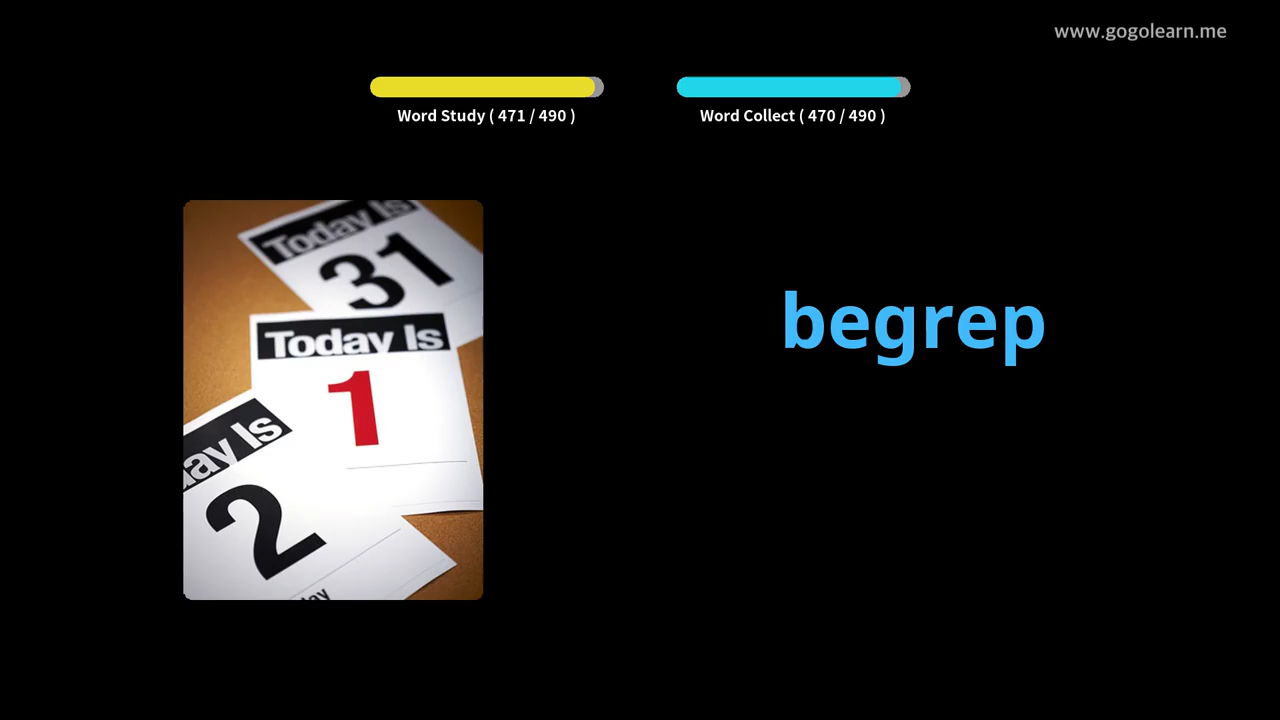 www.gogolearn.me
Word Study ( 471 / 490 )
Word Collect ( 470 / 490 )
Today Is
31
Today Is
1
ay Is
2
begrep